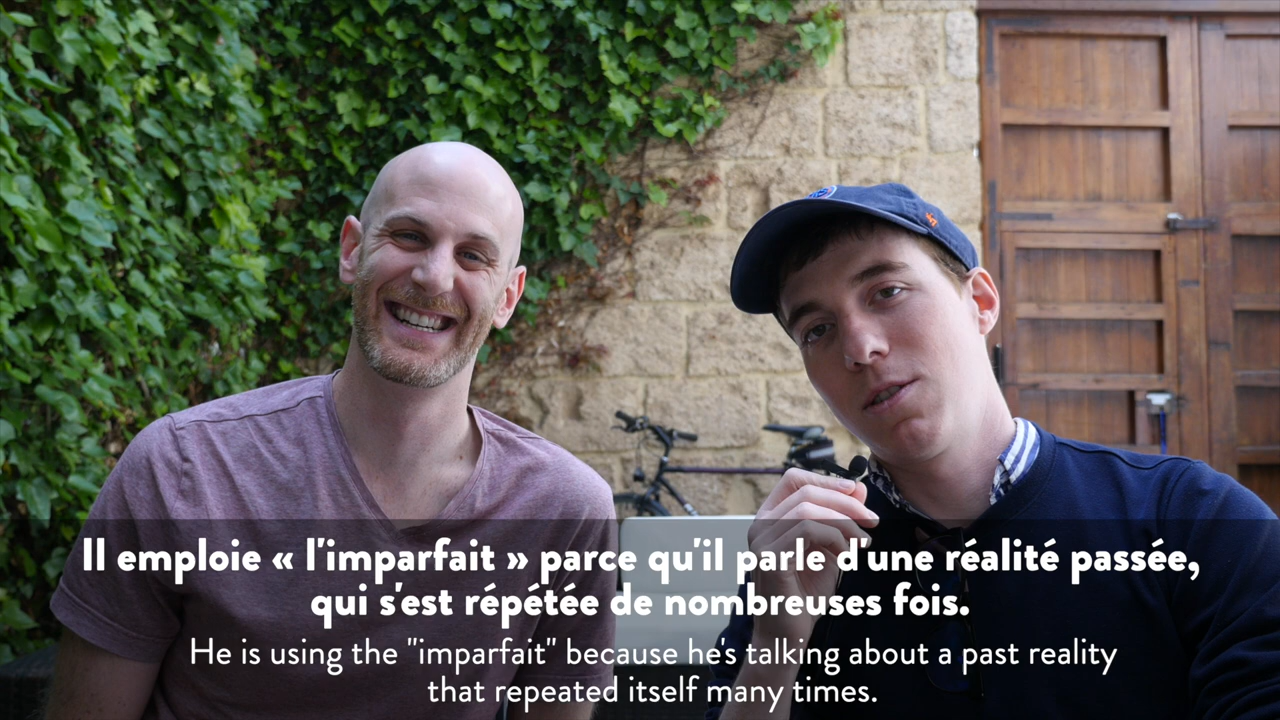 Il emploie « l'imparfait » parce qu'il parle d'une réalité passée,
qui s'est répétée de nombreuses fois.
He is using the "imparfait" because he's talking about a past reality
that repeated itself many times.